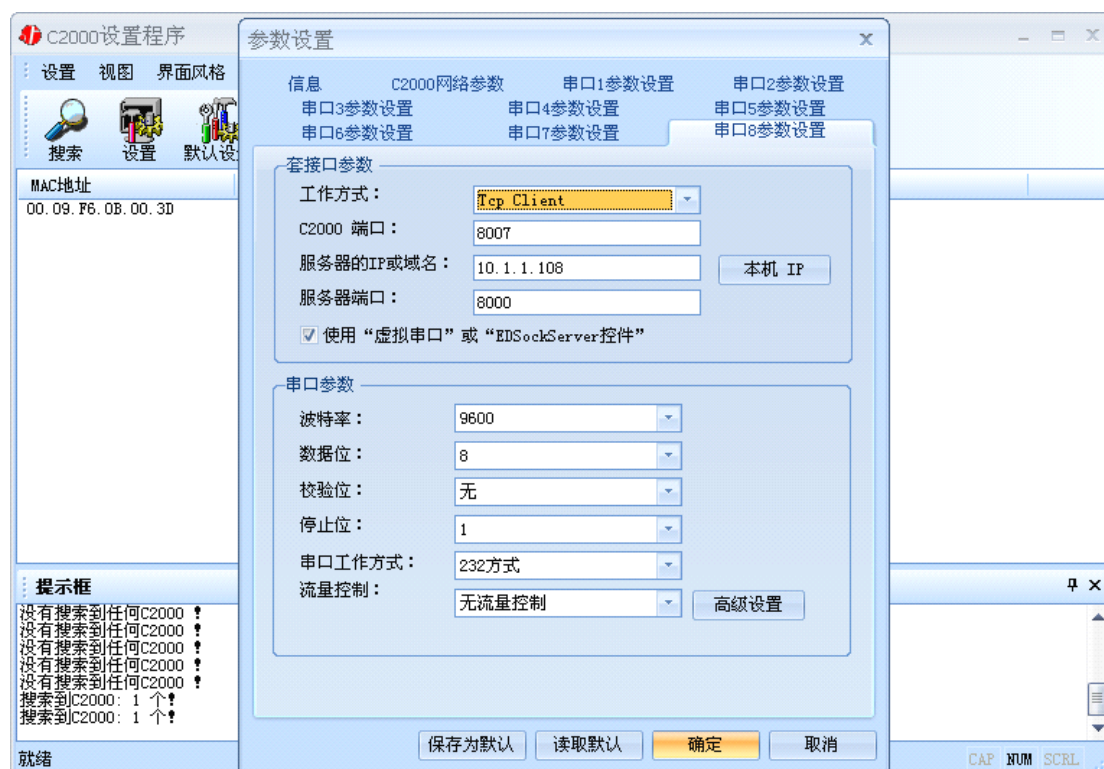 C2000设置程序
设置 视图 界面风格
搜索 设置 默认设
MAC地址
00.09.F6.0B.00.3D
参数设置
信息 C2000网络参数 串口1参数设置 串口2参数设置
串口3参数设置 串口4参数设置 串口5参数设置
串口6参数设置 串口7参数设置 串口8参数设置
套接口参数
工作方式： Tcp Client
C2000 端口： 8007
服务器的IP或域名： 10.1.1.108 本机 IP
服务器端口： 8000
使用“虚拟串口”或“EDSockServer控件”
串口参数
波特率： 9600
数据位： 8
校验位： 无
停止位： 1
串口工作方式： 232方式
流量控制： 无流量控制 高级设置
保存为默认 读取默认 确定 取消
提示框
没有搜索到任何C2000 ！
没有搜索到任何C2000 ！
没有搜索到任何C2000 ！
没有搜索到任何C2000 ！
没有搜索到任何C2000 ！
搜索到C2000: 1 个!
搜索到C2000: 1 个!
就绪 CAP NUM SCRL